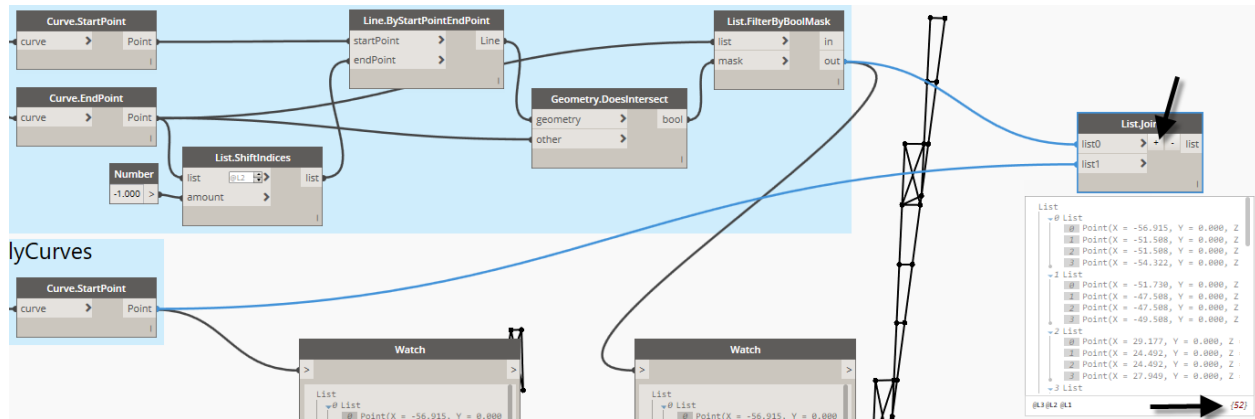 Curve.StartPoint
curve > Point
Line.ByStartPointEndPoint
startPoint > Line
endPoint >
List.FilterByBoolMask
list > in
mask > out
Curve.EndPoint
curve > Point
Geometry.DoesIntersect
geometry > bool
other >
List.ShiftIndices
list @L2 > list
amount >
Number
-1.000 >
List.Join
list0 > + - list
list1 >
List
0 List
0 Point(X = -56.915, Y = 0.000, Z
1 Point(X = -51.508, Y = 0.000, Z
2 Point(X = -51.508, Y = 0.000, Z
3 Point(X = -54.322, Y = 0.000, Z
1 List
0 Point(X = -51.730, Y = 0.000, Z
1 Point(X = -47.508, Y = 0.000, Z
2 Point(X = -47.508, Y = 0.000, Z
3 Point(X = -49.508, Y = 0.000, Z
2 List
0 Point(X = 29.177, Y = 0.000, Z
1 Point(X = 24.492, Y = 0.000, Z
2 Point(X = 24.492, Y = 0.000, Z
3 Point(X = 27.949, Y = 0.000, Z
3 List
@L3 @L2 @L1 {52}
lyCurves
Curve.StartPoint
curve > Point
Watch
> >
List
0 List
0 Point(X = -56.915, Y = 0.000
Watch
> >
List
0 List
0 Point(X = -56.915, Y = 0.000